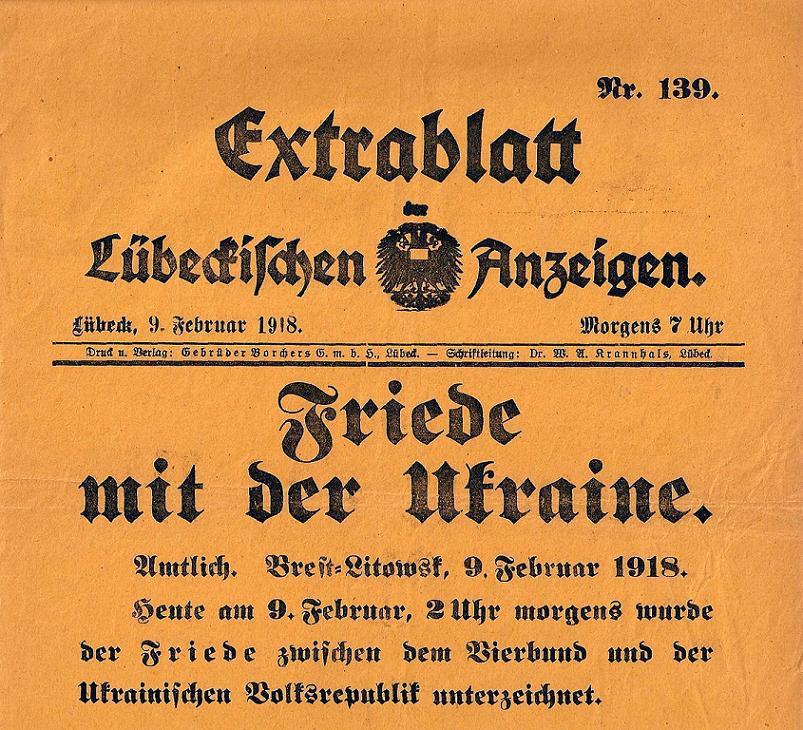 Nr. 139.
Extrablatt
der
Lübeckischen Anzeigen.
Lübeck, 9. Februar 1918. Morgens 7 Uhr
Druck u. Verlag: Gebrüder Borchers G. m. b. H., Lübeck. — Schriftleitung: Dr. W. A. Krannhals, Lübeck.
Friede
mit der Ukraine.
Amtlich. Brest-Litowsk, 9. Februar 1918.
Heute am 9. Februar, 2 Uhr morgens wurde
der Friede zwischen dem Vierbund und der
Ukrainischen Volksrepublik unterzeichnet.